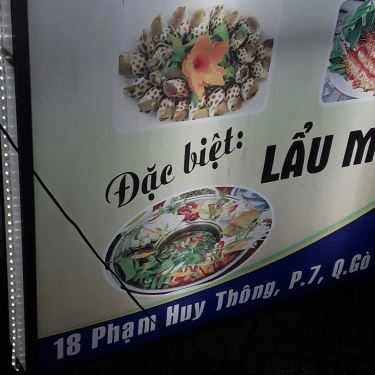 Đặc biệt:
LẨU M
18 Phạm Huy Thông, P.7, Q.Gò